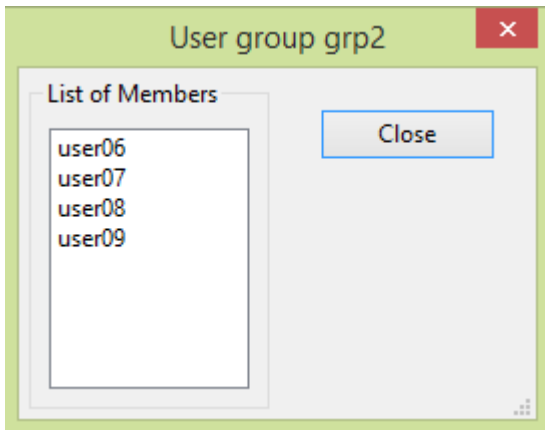 User group grp2
List of Members
Close
user06
user07
user08
user09